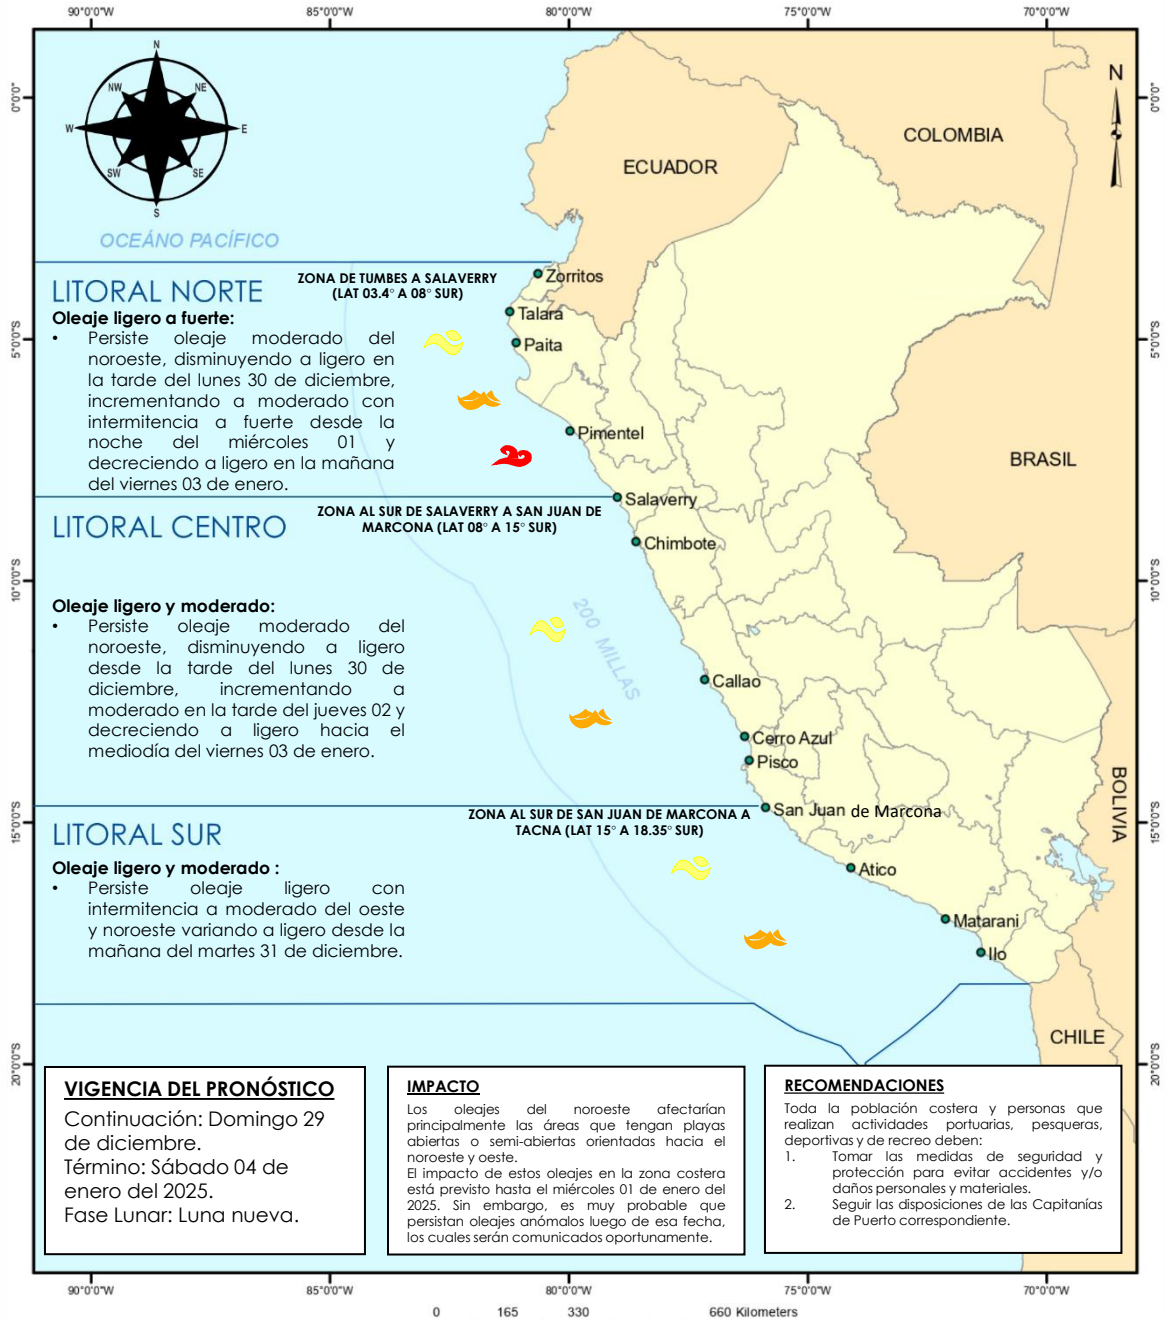 90°0'0"W
85°0'0"W
80°0'0"W
75°0'0"W
70°0'0"W
N
NW
NE
W
E
SW
SE
S
N
0°0'0"
0°0'0"
COLOMBIA
ECUADOR
OCEÁNO PACÍFICO
LITORAL NORTE
ZONA DE TUMBES A SALAVERRY
(LAT 03.4° A 08° SUR)
Oleaje ligero a fuerte:
• Persiste oleaje moderado del
noroeste, disminuyendo a ligero en
la tarde del lunes 30 de diciembre,
incrementando a moderado con
intermitencia a fuerte desde la
noche del miércoles 01 y
decreciendo a ligero en la mañana
del viernes 03 de enero.
Zorritos
Talara
Paita
Pimentel
Salaverry
5°0'0"S
5°0'0"S
BRASIL
LITORAL CENTRO
ZONA AL SUR DE SALAVERRY A SAN JUAN DE
MARCONA (LAT 08° A 15° SUR)
Chimbote
10°0'0"S
10°0'0"S
Oleaje ligero y moderado:
• Persiste oleaje moderado del
noroeste, disminuyendo a ligero
desde la tarde del lunes 30 de
diciembre, incrementando a
moderado en la tarde del jueves 02 y
decreciendo a ligero hacia el
mediodía del viernes 03 de enero.
200 MILLAS
Callao
Cerro Azul
Pisco
San Juan de Marcona
BOLIVIA
15°0'0"S
15°0'0"S
LITORAL SUR
ZONA AL SUR DE SAN JUAN DE MARCONA A
TACNA (LAT 15° A 18.35° SUR)
Oleaje ligero y moderado :
• Persiste oleaje ligero con
intermitencia a moderado del oeste
y noroeste variando a ligero desde la
mañana del martes 31 de diciembre.
Atico
Matarani
Ilo
CHILE
20°0'0"S
20°0'0"S
VIGENCIA DEL PRONÓSTICO
Continuación: Domingo 29
de diciembre.
Término: Sábado 04 de
enero del 2025.
Fase Lunar: Luna nueva.
IMPACTO
Los oleajes del noroeste afectarían
principalmente las áreas que tengan playas
abiertas o semi-abiertas orientadas hacia el
noroeste y oeste.
El impacto de estos oleajes en la zona costera
está previsto hasta el miércoles 01 de enero del
2025. Sin embargo, es muy probable que
persistan oleajes anómalos luego de esa fecha,
los cuales serán comunicados oportunamente.
RECOMENDACIONES
Toda la población costera y personas que
realizan actividades portuarias, pesqueras,
deportivas y de recreo deben:
1. Tomar las medidas de seguridad y
protección para evitar accidentes y/o
daños personales y materiales.
2. Seguir las disposiciones de las Capitanías
de Puerto correspondiente.
90°0'0"W
85°0'0"W
80°0'0"W
75°0'0"W
70°0'0"W
0 165 330 660 Kilometers